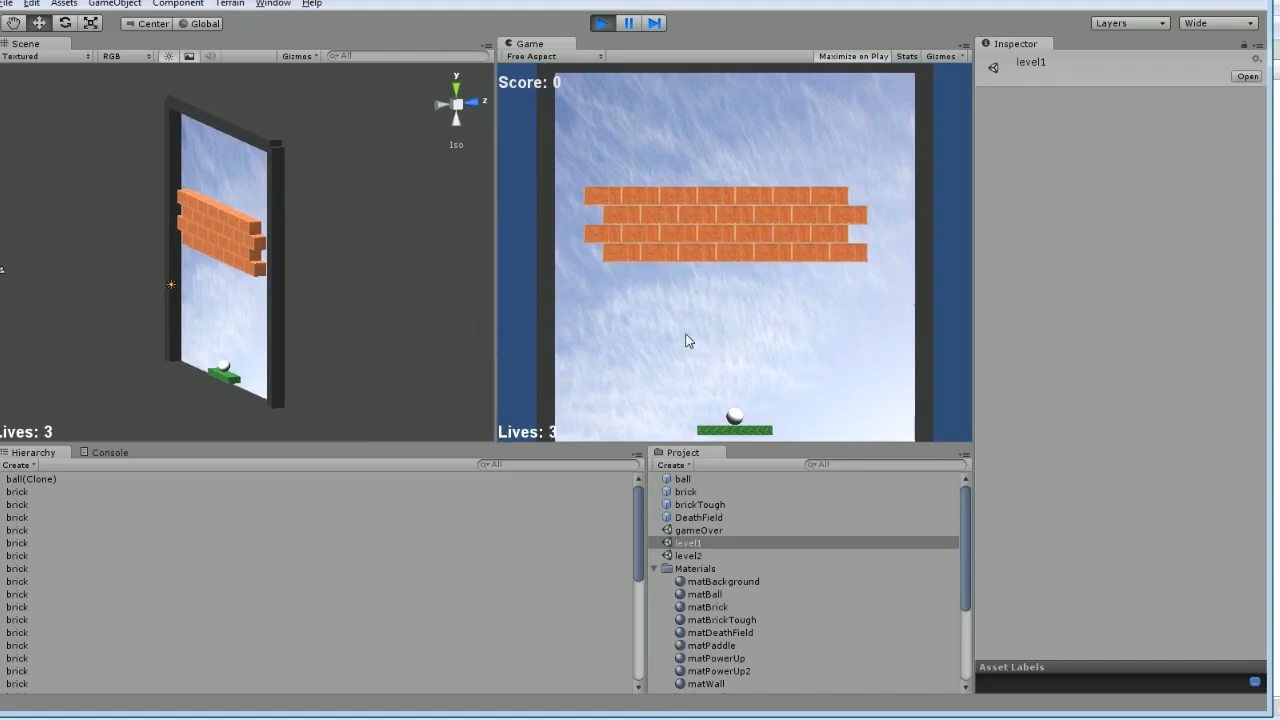 File Edit Assets GameObject Component Terrain Window Help
Center Global Layers Wide
Scene Game Inspector
Textured RGB Gizmos All Free Aspect Maximize on Play Stats Gizmos level1
Open
Score: 0
y
z
Iso
Lives: 3 Lives: 3
Hierarchy Console Project
Create All Create All
ball(Clone) ball
brick brick
brick brickTough
brick DeathField
brick gameOver
brick level1
brick level2
brick Materials
brick matBackground
brick matBall
brick matBrick
brick matBrickTough
brick matDeathField
brick matPaddle
brick matPowerUp
brick matPowerUp2
brick matWall
Asset Labels